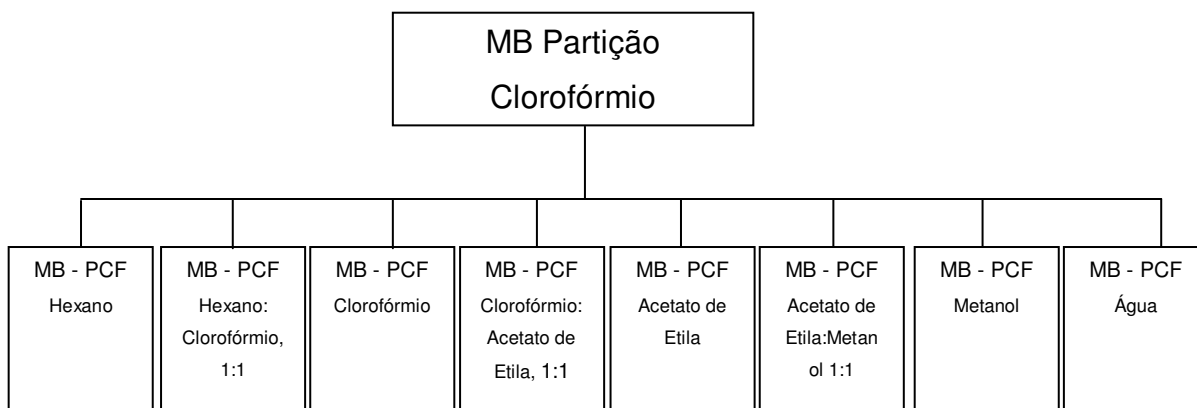 MB Partição
Clorofórmio
MB - PCF
Hexano
MB - PCF
Hexano:
Clorofórmio,
1:1
MB - PCF
Clorofórmio
MB - PCF
Clorofórmio:
Acetato de
Etila, 1:1
MB - PCF
Acetato de
Etila
MB - PCF
Acetato de
Etila:Metan
ol 1:1
MB - PCF
Metanol
MB - PCF
Água